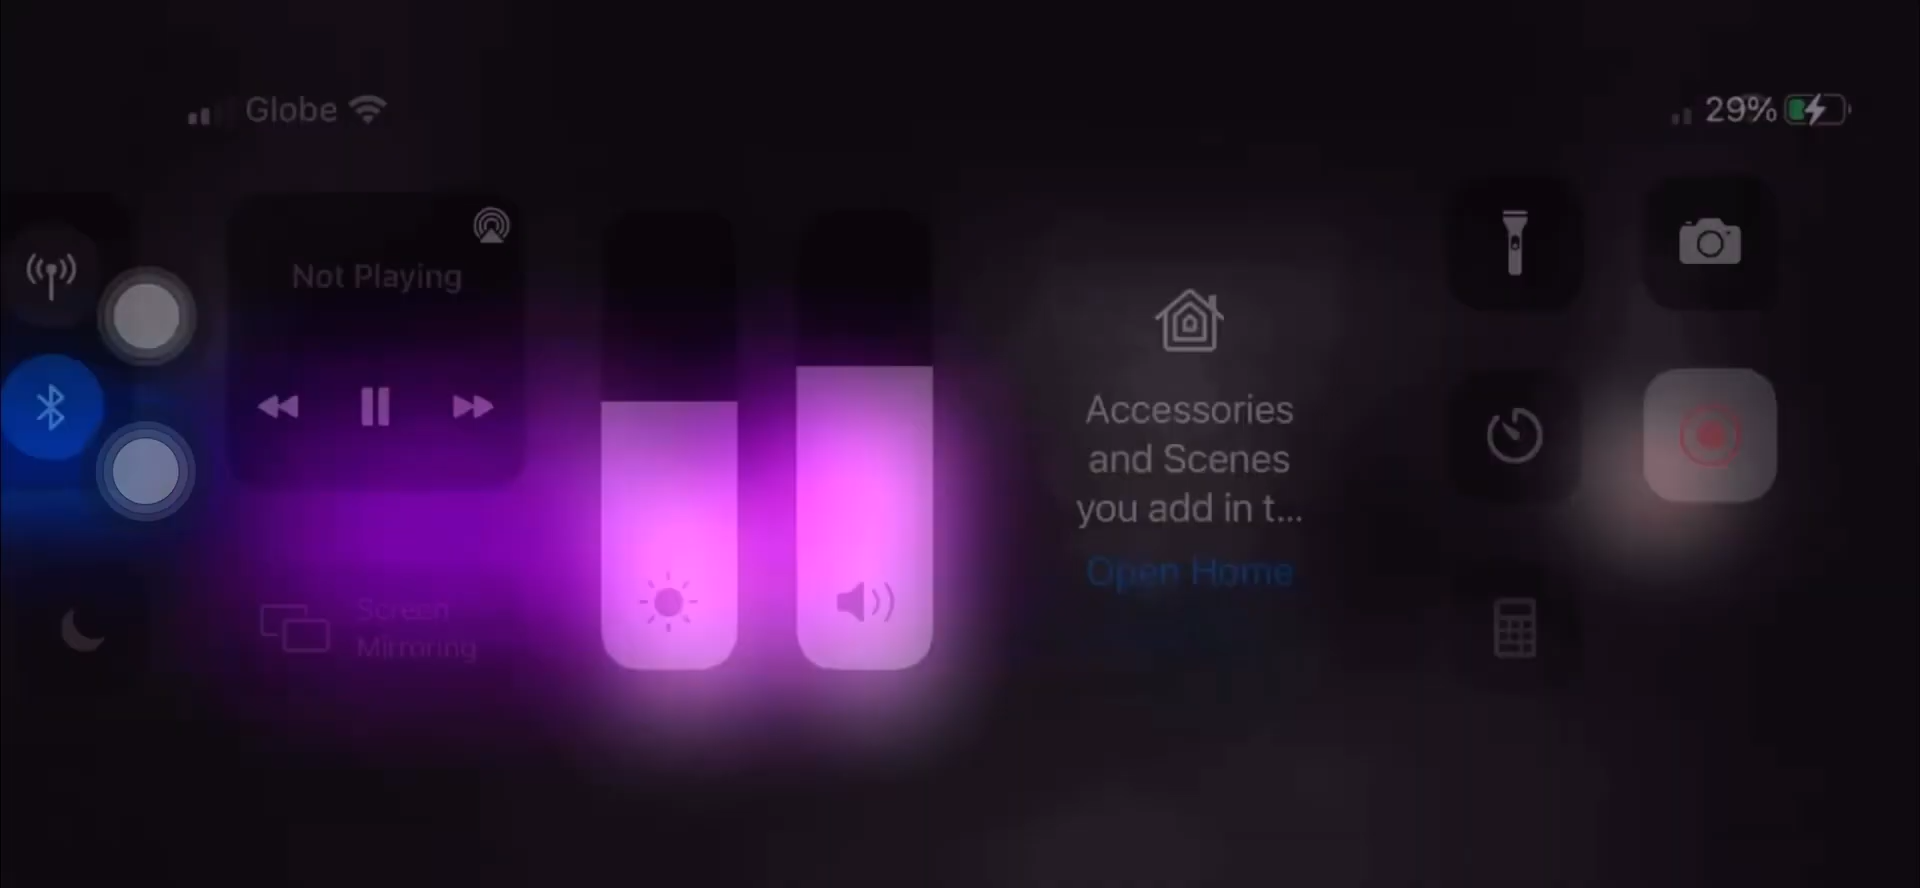 Globe
29%
Not Playing
Accessories
and Scenes
you add in t...
Open Home
Screen
Mirroring